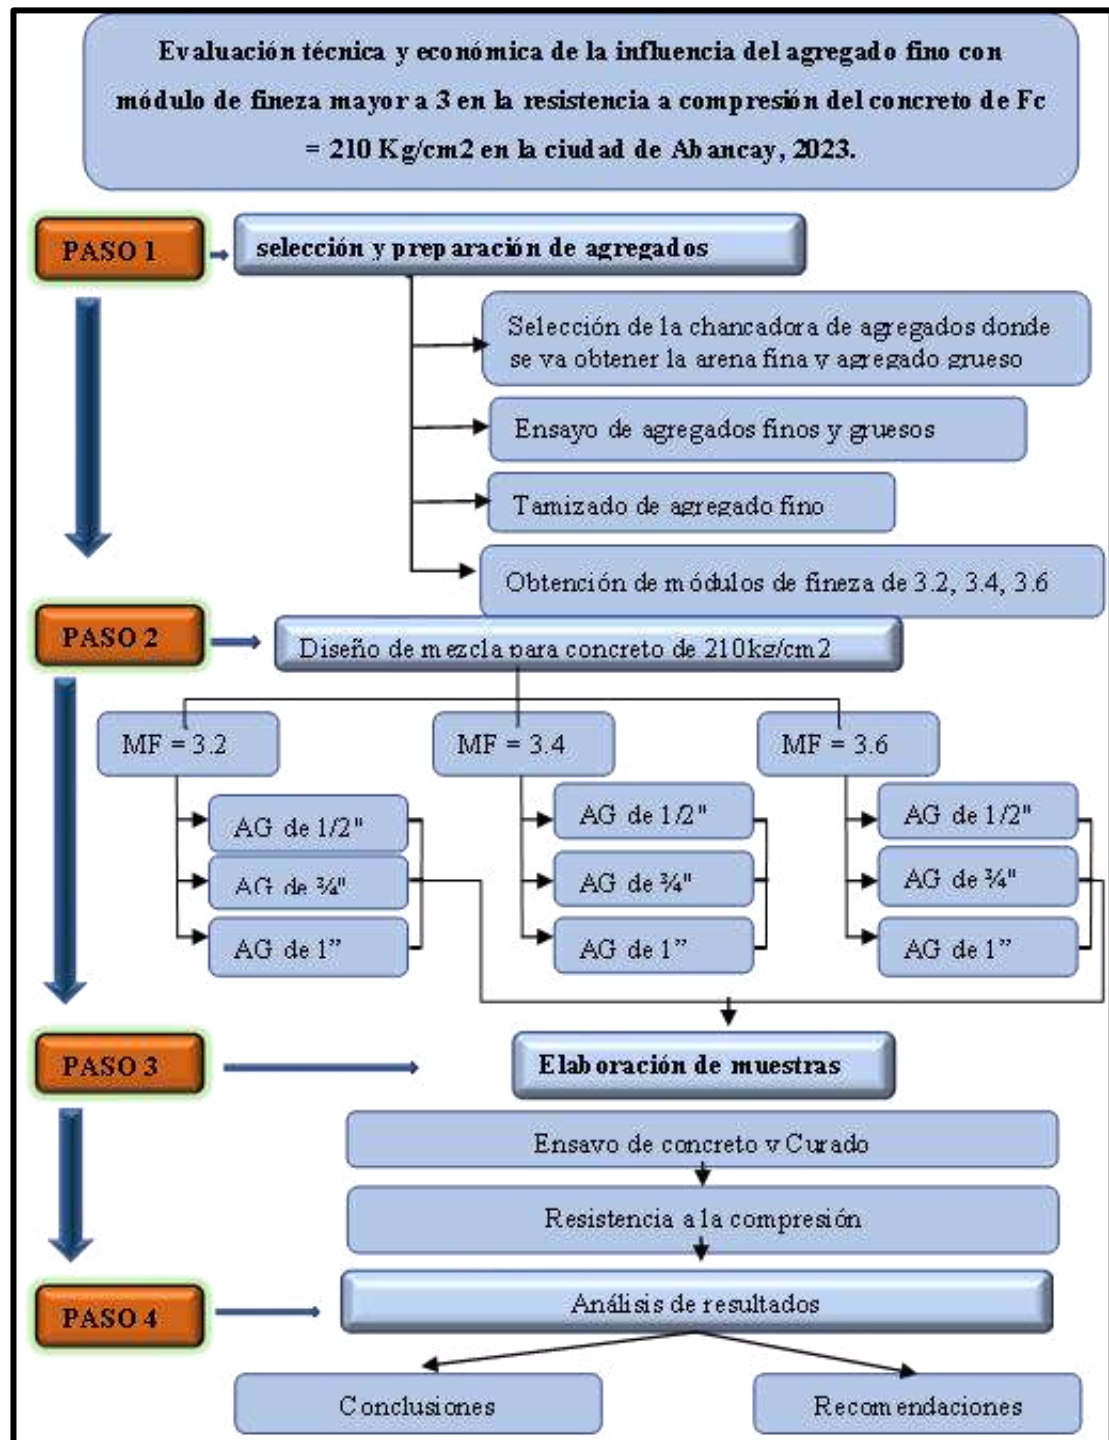 Evaluación técnica y económica de la influencia del agregado fino con
módulo de fineza mayor a 3 en la resistencia a compresión del concreto de Fc
= 210 Kg/cm2 en la ciudad de Abancay, 2023.
PASO 1
selección y preparación de agregados
Selección de la chancadora de agregados donde
se va obtener la arena fina y agregado grueso
Ensayo de agregados finos y gruesos
Tamizado de agregado fino
Obtención de módulos de fineza de 3.2, 3.4, 3.6
PASO 2
Diseño de mezcla para concreto de 210kg/cm2
MF = 3.2
MF = 3.4
MF = 3.6
AG de 1/2"
AG de ¾"
AG de 1”
AG de 1/2"
AG de ¾"
AG de 1”
AG de 1/2"
AG de ¾"
AG de 1”
PASO 3
Elaboración de muestras
Ensayo de concreto y Curado
Resistencia a la compresión
PASO 4
Análisis de resultados
Conclusiones
Recomendaciones